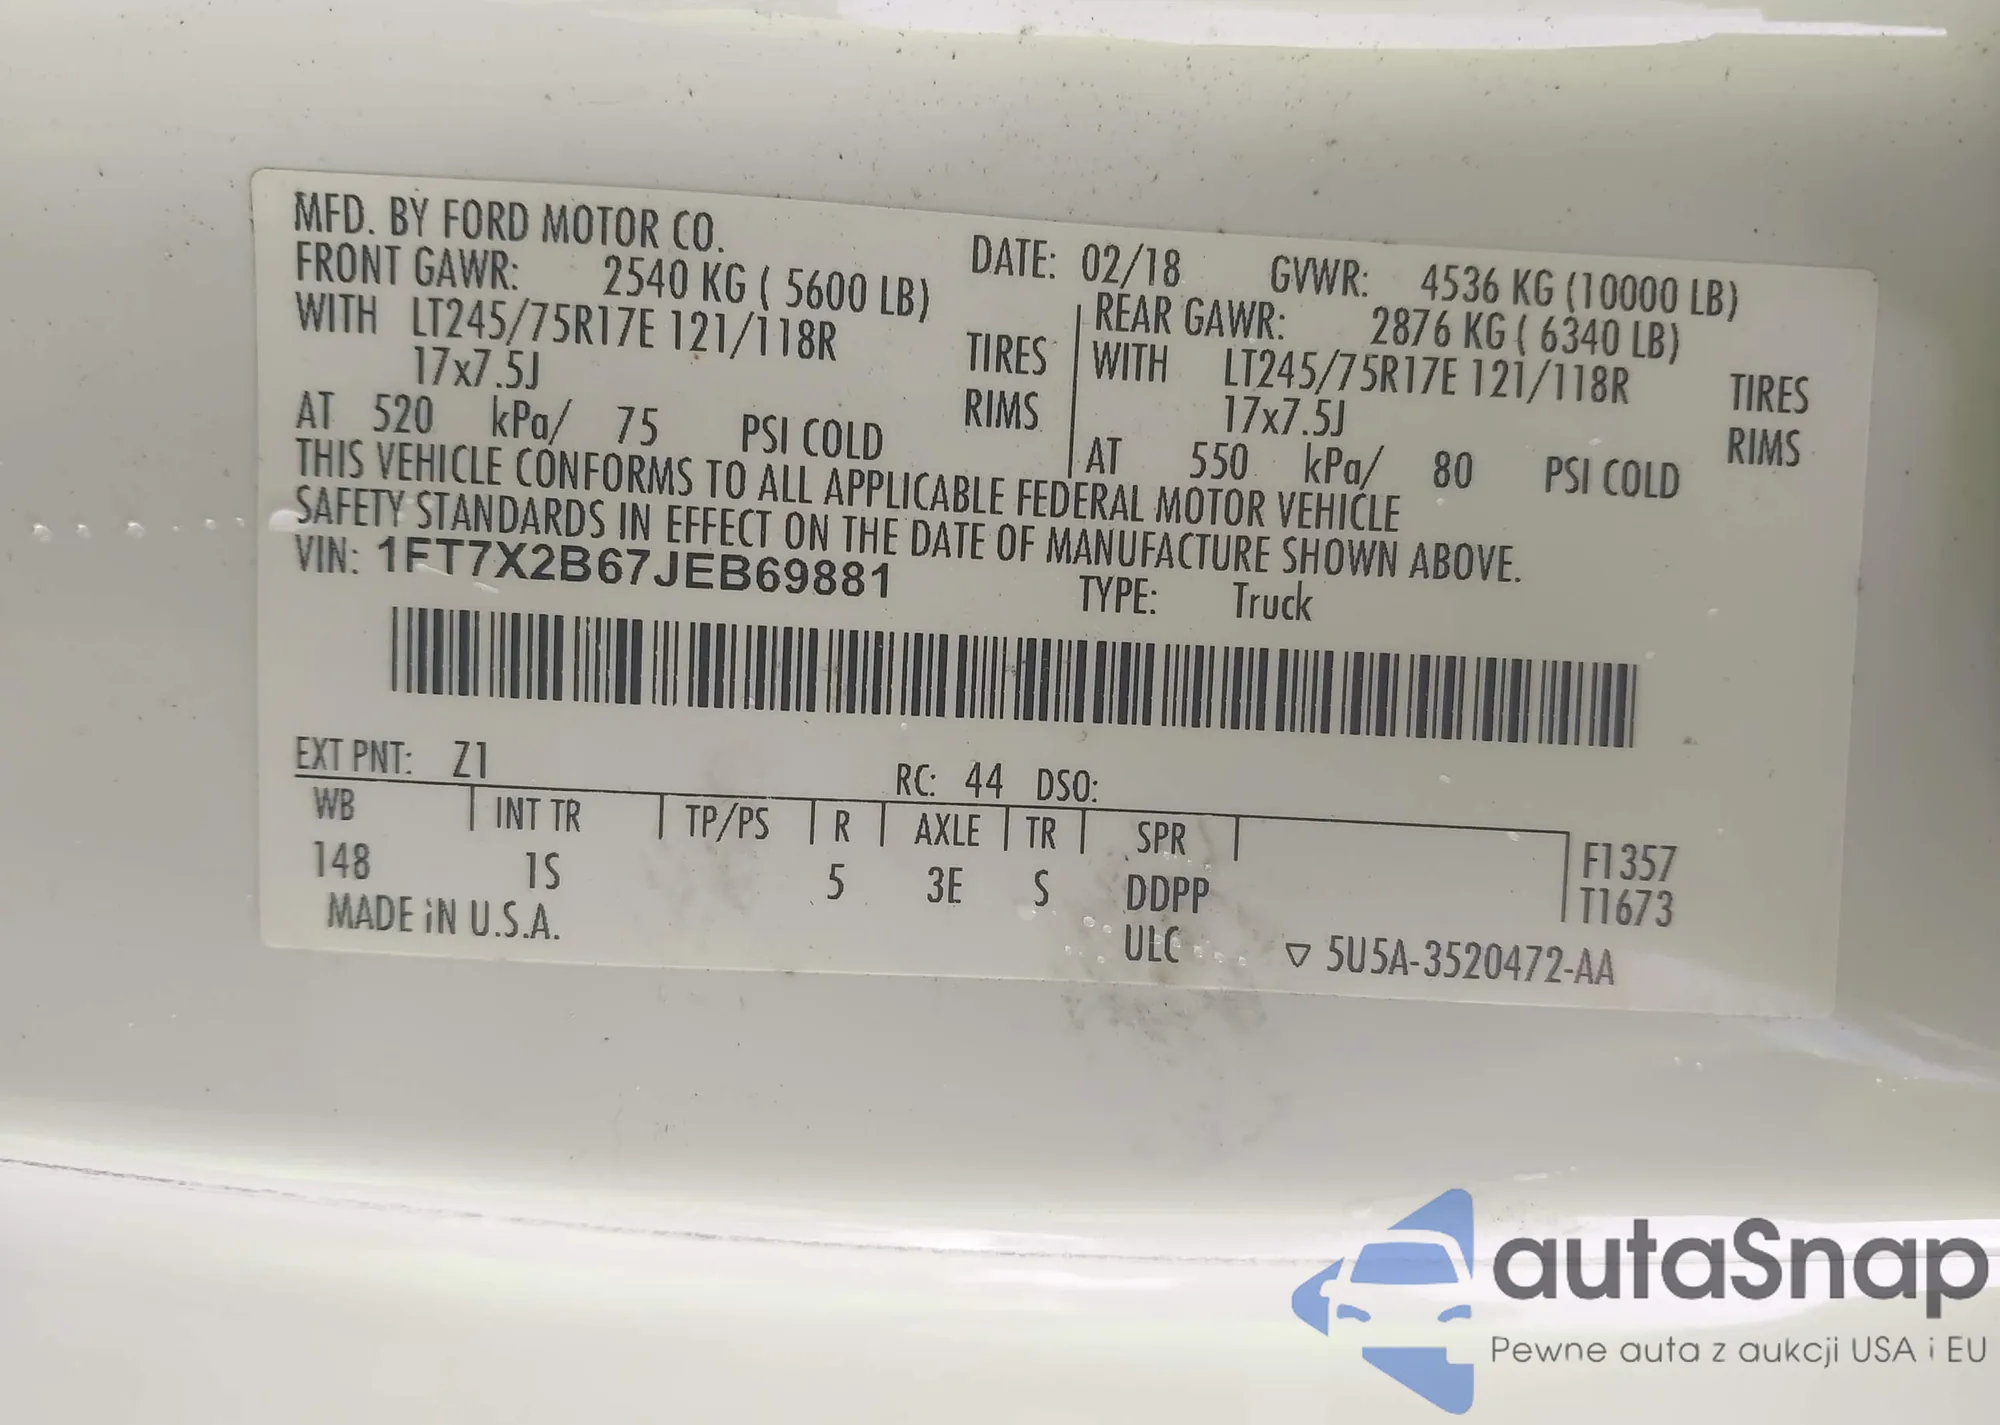 MFD. BY FORD MOTOR CO.
DATE: 02/18 GVWR: 4536 KG (10000 LB)
FRONT GAWR: 2540 KG ( 5600 LB)
WITH LT245/75R17E 121/118R TIRES
17x7.5J RIMS
AT 520 kPa/ 75 PSI COLD
REAR GAWR: 2876 KG ( 6340 LB)
WITH LT245/75R17E 121/118R TIRES
17x7.5J RIMS
AT 550 kPa/ 80 PSI COLD
THIS VEHICLE CONFORMS TO ALL APPLICABLE FEDERAL MOTOR VEHICLE
SAFETY STANDARDS IN EFFECT ON THE DATE OF MANUFACTURE SHOWN ABOVE.
VIN: 1FT7X2B67JEB69881 TYPE: Truck
EXT PNT: Z1 RC: 44 DSO:
WB INT TR TP/PS R AXLE TR SPR F1357
148 1S 5 3E S DDPP T1673
MADE iN U.S.A. ULC ▽ 5U5A-3520472-AA
autaSnap
Pewne auta z aukcji USA i EU